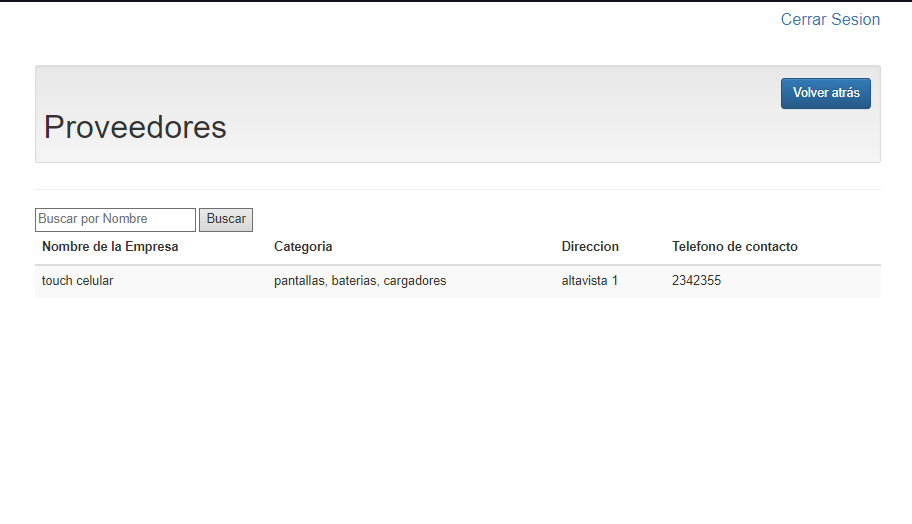 Cerrar Sesion
Volver atrás
Proveedores
Buscar por Nombre Buscar
Nombre de la Empresa Categoria Direccion Telefono de contacto
touch celular pantallas, baterias, cargadores altavista 1 2342355